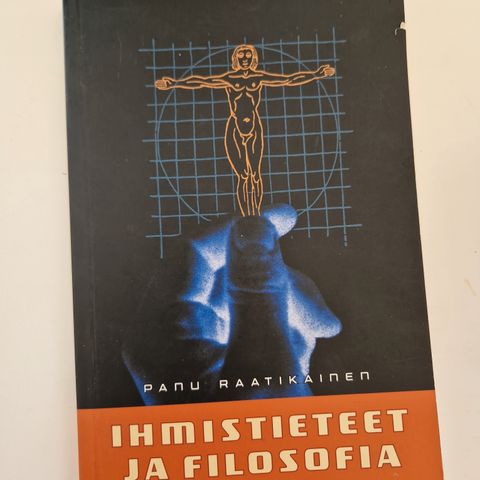 PANU RAATIKAINEN
IHMISTIETEET
JA FILOSOFIA